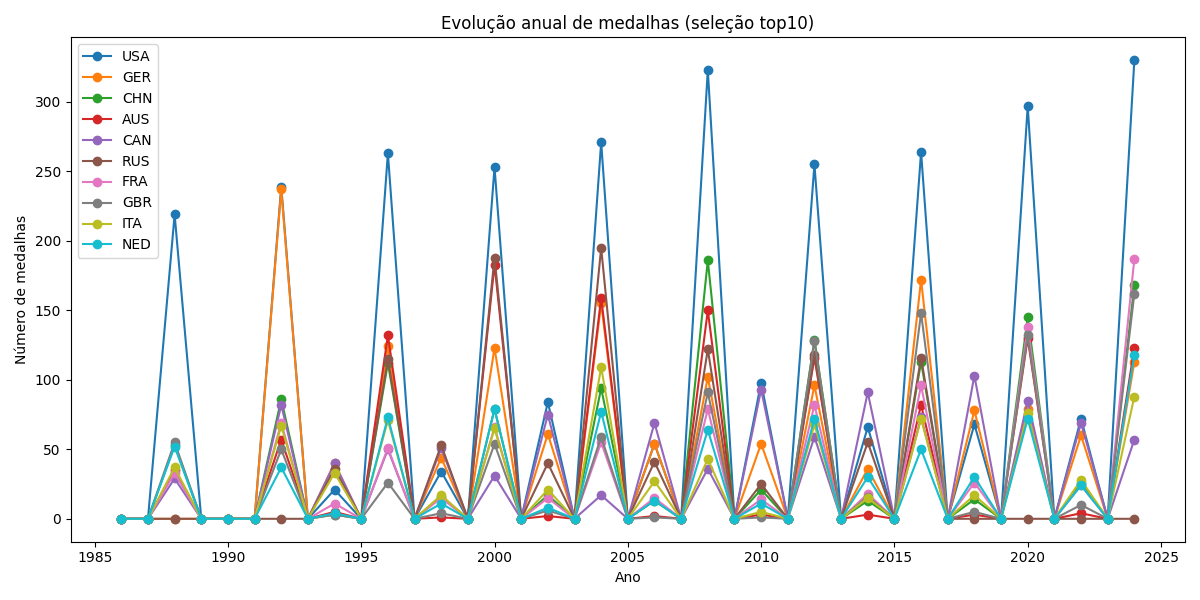 Evolução anual de medalhas (seleção top10)
USA
GER
CHN
AUS
CAN
RUS
FRA
GBR
ITA
NED
Número de medalhas
300
250
200
150
100
50
0
1985 1990 1995 2000 2005 2010 2015 2020 2025
Ano